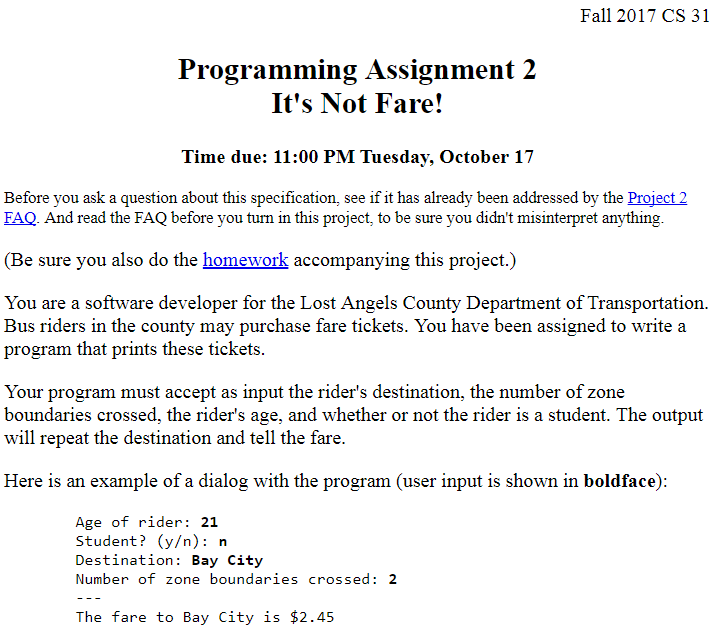 Fall 2017 CS 31
Programming Assignment 2
It's Not Fare!
Time due: 11:00 PM Tuesday, October 17
Before you ask a question about this specification, see if it has already been addressed by the Project 2
FAQ. And read the FAQ before you turn in this project, to be sure you didn't misinterpret anything.
(Be sure you also do the homework accompanying this project.)
You are a software developer for the Lost Angels County Department of Transportation.
Bus riders in the county may purchase fare tickets. You have been assigned to write a
program that prints these tickets.
Your program must accept as input the rider's destination, the number of zone
boundaries crossed, the rider's age, and whether or not the rider is a student. The output
will repeat the destination and tell the fare.
Here is an example of a dialog with the program (user input is shown in boldface):
Age of rider: 21
Student? (y/n): n
Destination: Bay City
Number of zone boundaries crossed: 2
---
The fare to Bay City is $2.45